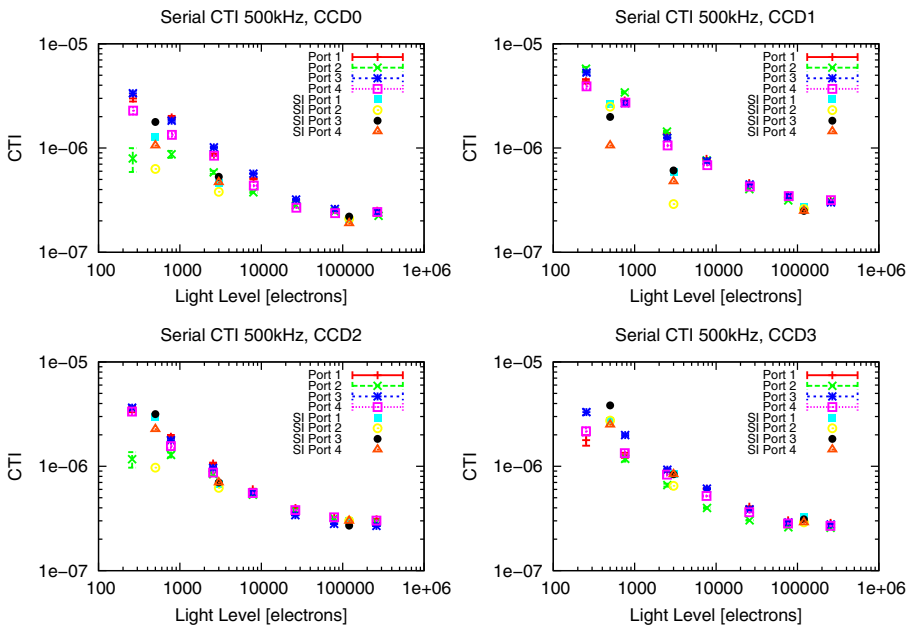 Serial CTI 500kHz, CCD0
1e-05
1e-06
1e-07
CTI
100 1000 10000 100000 1e+06
Light Level [electrons]
Port 1
Port 2
Port 3
Port 4
SI Port 1
SI Port 2
SI Port 3
SI Port 4
Serial CTI 500kHz, CCD1
1e-05
1e-06
1e-07
CTI
100 1000 10000 100000 1e+06
Light Level [electrons]
Port 1
Port 2
Port 3
Port 4
SI Port 1
SI Port 2
SI Port 3
SI Port 4
Serial CTI 500kHz, CCD2
1e-05
1e-06
1e-07
CTI
100 1000 10000 100000 1e+06
Light Level [electrons]
Port 1
Port 2
Port 3
Port 4
SI Port 1
SI Port 2
SI Port 3
SI Port 4
Serial CTI 500kHz, CCD3
1e-05
1e-06
1e-07
CTI
100 1000 10000 100000 1e+06
Light Level [electrons]
Port 1
Port 2
Port 3
Port 4
SI Port 1
SI Port 2
SI Port 3
SI Port 4